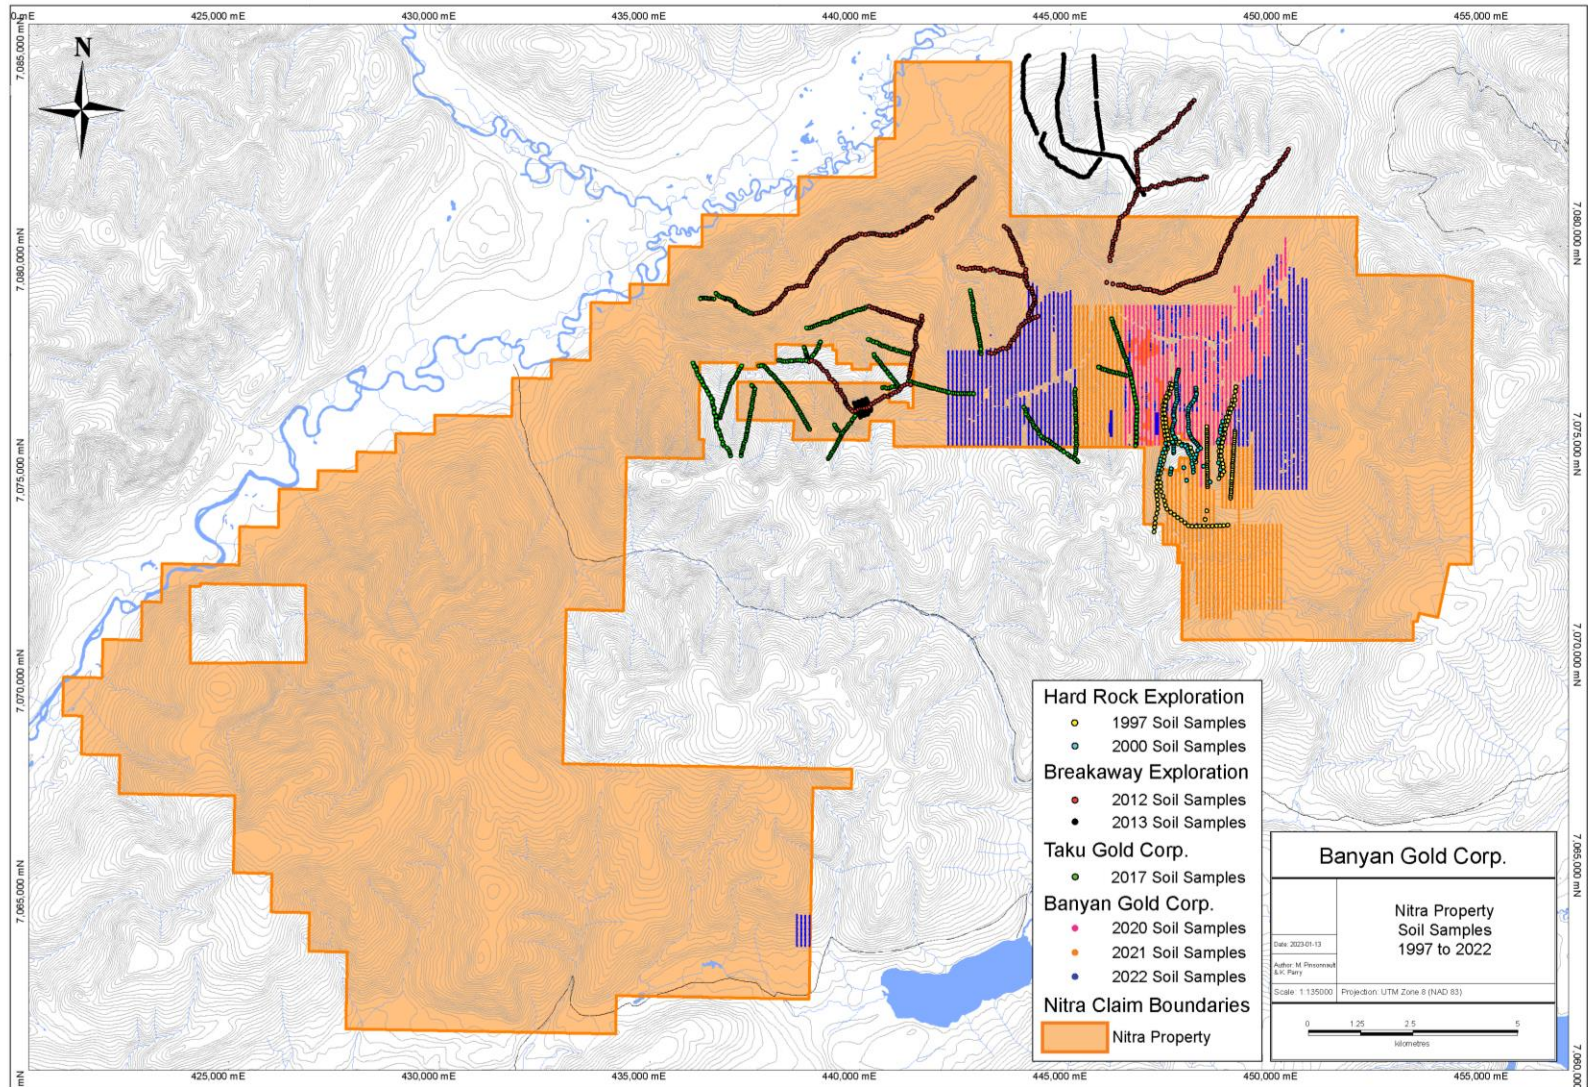 425,000 mE
430,000 mE
435,000 mE
440,000 mE
445,000 mE
450,000 mE
455,000 mE
N
7,085,000 mN
7,080,000 mN
7,075,000 mN
7,070,000 mN
7,065,000 mN
mN
7,080,000 mN
7,075,000 mN
7,070,000 mN
7,065,000 mN
Hard Rock Exploration
1997 Soil Samples
2000 Soil Samples
Breakaway Exploration
2012 Soil Samples
2013 Soil Samples
Taku Gold Corp.
2017 Soil Samples
Banyan Gold Corp.
2020 Soil Samples
2021 Soil Samples
2022 Soil Samples
Nitra Claim Boundaries
Nitra Property
Banyan Gold Corp.
Nitra Property
Soil Samples
1997 to 2022
Date: 2023-01-13
Author: M. Pinsonnault
& K. Parry
Scale: 1:135000
Projection: UTM Zone 8 (NAD 83)
0 1.25 2.5 5
kilometres
425,000 mE
430,000 mE
435,000 mE
440,000 mE
445,000 mE
450,000 mE
455,000 mE